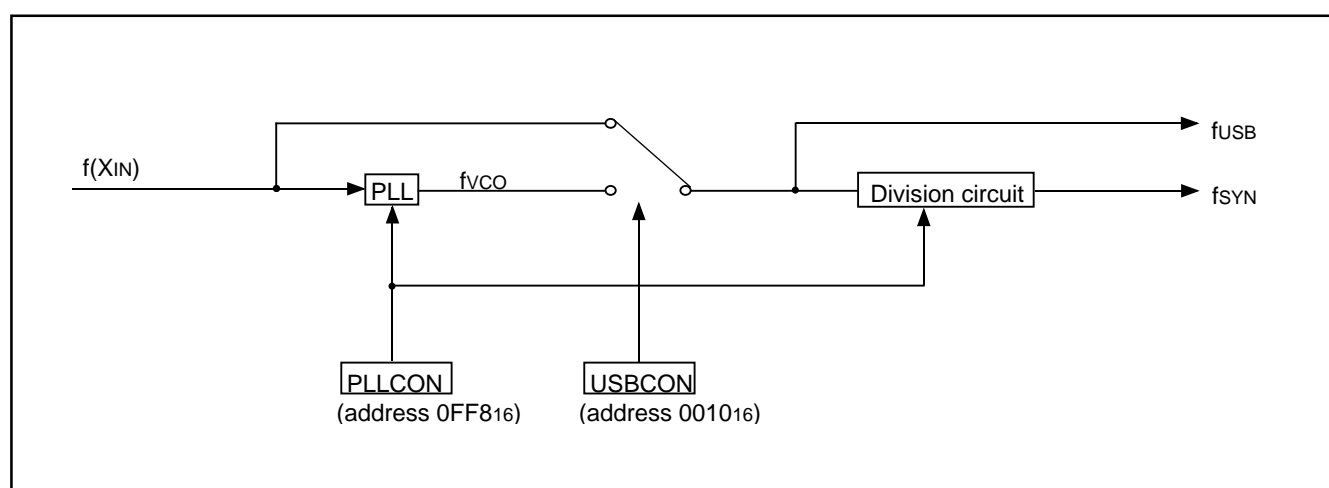 fUSB
f(XIN)
PLL
fVCO
Division circuit
fSYN
PLLCON
(address 0FF816)
USBCON
(address 001016)